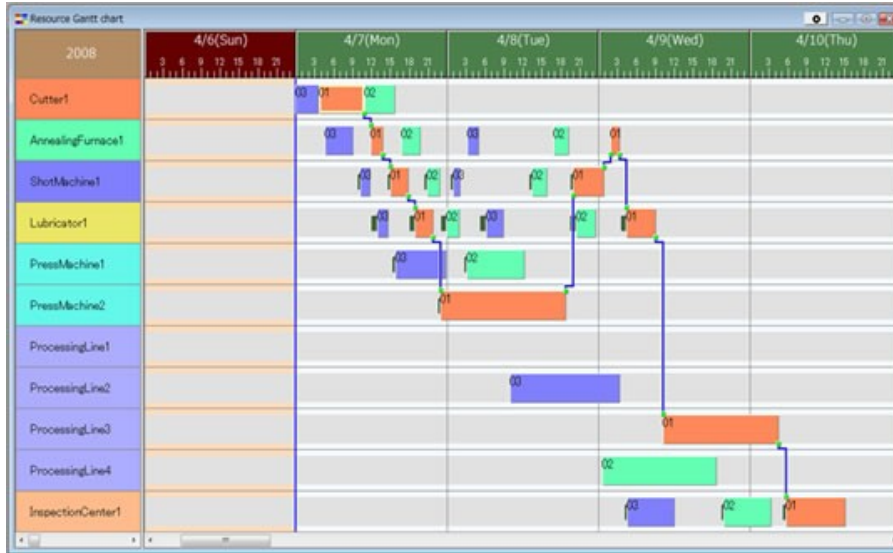 Resource Gantt chart
2008
4/6(Sun) 4/7(Mon) 4/8(Tue) 4/9(Wed) 4/10(Thu)
3 6 9 12 15 18 21 3 6 9 12 15 18 21 3 6 9 12 15 18 21 3 6 9 12 15 18 21 3 6 9 12 15 18
Cutter1 03 01 02
AnnealingFurnace1 03 01 02 03 02 01
ShotMachine1 03 01 02 03 02 01
Lubricator1 03 01 02 03 02 01
PressMachine1 03 02
PressMachine2 01
ProcessingLine1
ProcessingLine2 03
ProcessingLine3 01
ProcessingLine4 02
InspectionCenter1 03 02 01